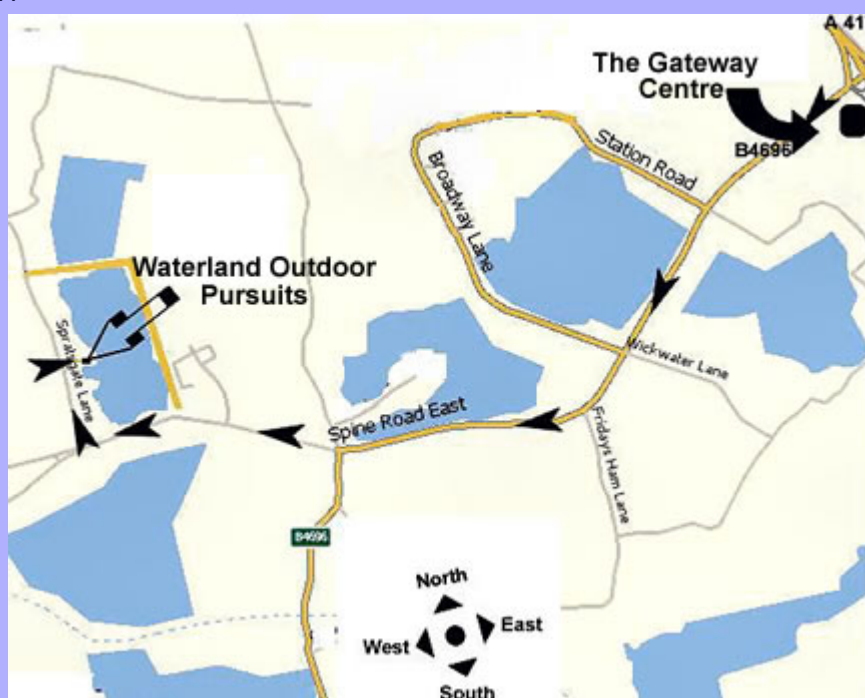 A 41
The Gateway
Centre
B4696
Station Road
Broadway Lane
Waterland Outdoor
Pursuits
Spratsgate Lane
Wickwater Lane
Spine Road East
Fridays Ham Lane
B4696
North
West
East
South